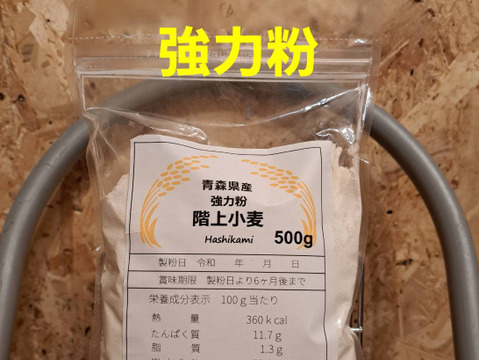 強力粉
青森県産
強力粉
階上小麦
Hashikami 500g
製粉日 令和 年 月 日
賞味期限 製粉日より6ヶ月後まで
栄養成分表示 100g当たり
熱量 360kcal
たんぱく質 11.7g
脂質 1.3g